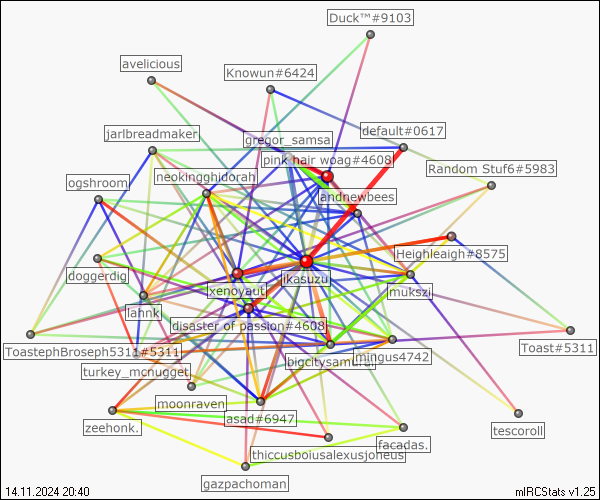 Duck™#9103
avelicious
Knowun#6424
jarlbreadmaker
gregor_samsa
default#0617
pink hair woag#4608
Random Stuf6#5983
ogshroom
neokingghidorah
andnewbees
Heighleaigh#8575
doggerdig
xenoyaut
ikasuzu
mukszi
lahnk
disaster of passion#4608
ToastephBroseph5311#5311
bigcitysamurai
mingus4742
Toast#5311
turkey_mcnugget
moonraven
asad#6947
zeehonk.
facadas.
tescoroll
thiccusboiusalexusjoneus
gazpachoman
14.11.2024 20:40
mIRCStats v1.25